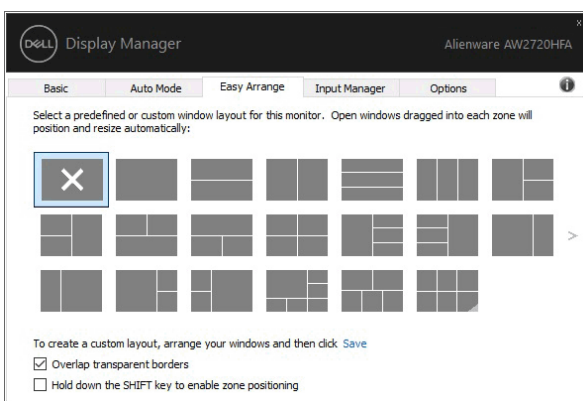 DELL Display Manager
Alienware AW2720HFA
Basic Auto Mode Easy Arrange Input Manager Options
Select a predefined or custom window layout for this monitor. Open windows dragged into each zone will
position and resize automatically:
To create a custom layout, arrange your windows and then click Save
Overlap transparent borders
Hold down the SHIFT key to enable zone positioning